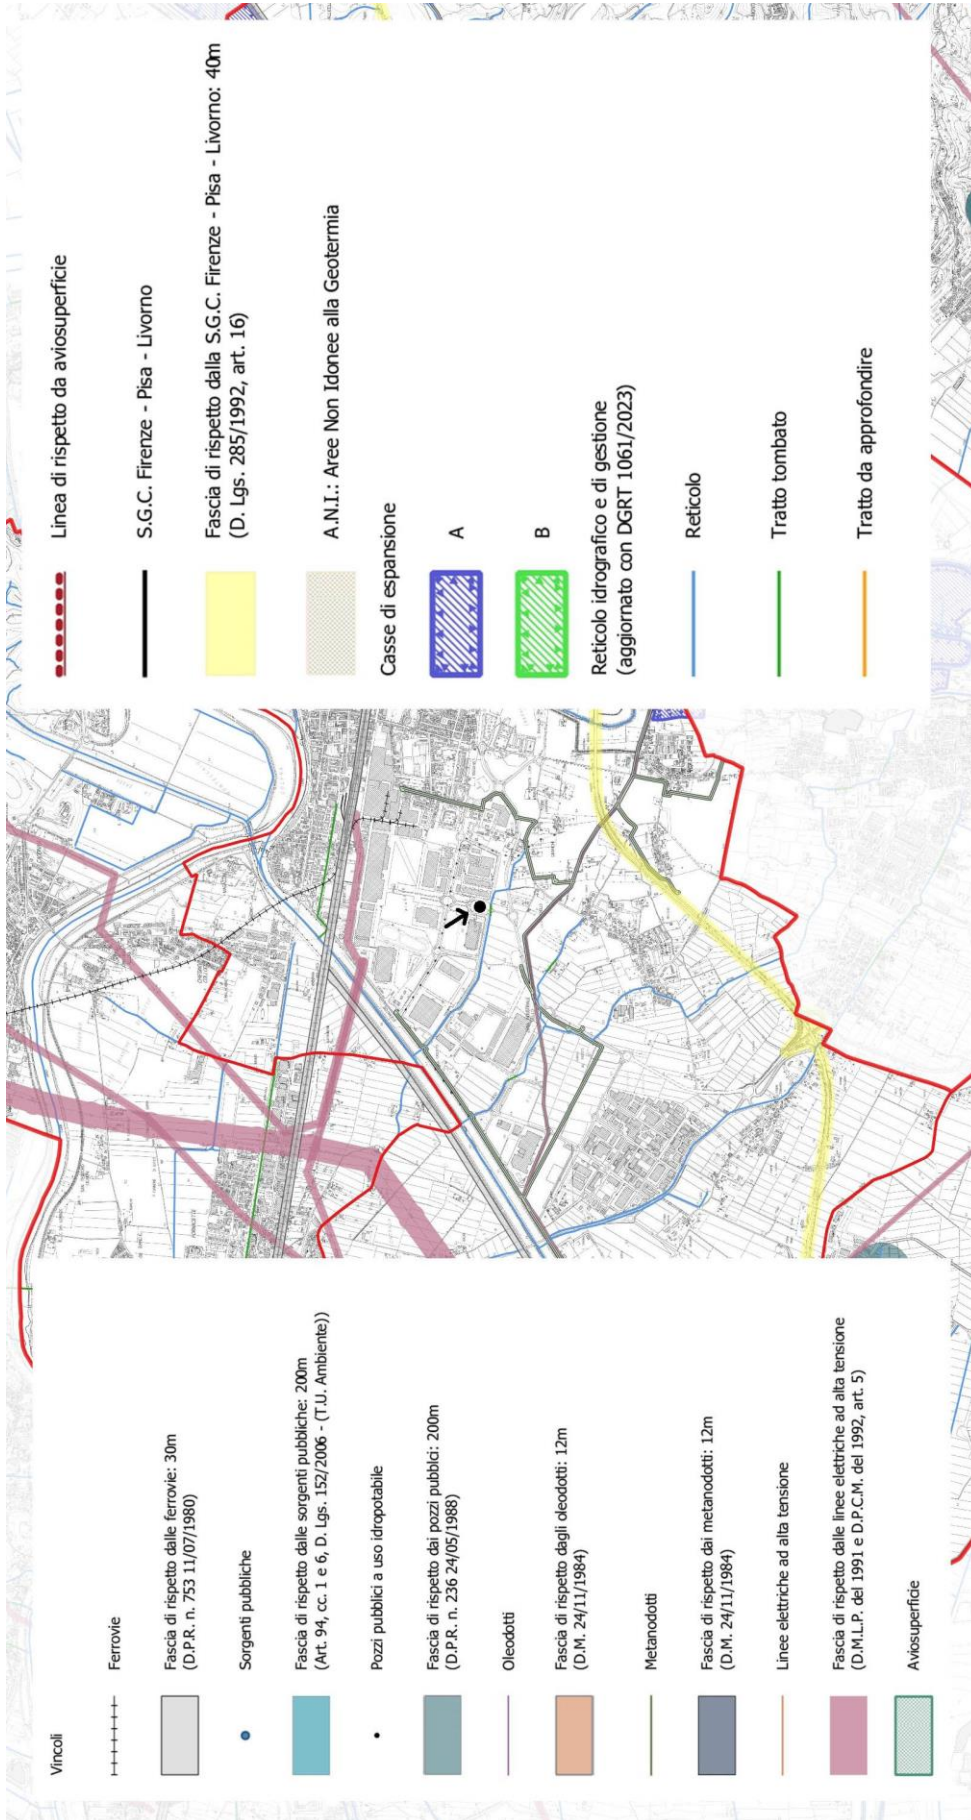 Vincoli
Ferrovie
Fascia di rispetto dalle ferrovie: 30m
(D.P.R. n. 753 11/07/1980)
Sorgenti pubbliche
Fascia di rispetto dalle sorgenti pubbliche: 200m
(Art. 94, cc. 1 e 6, D. Lgs. 152/2006 - (T.U. Ambiente))
Pozzi pubblici a uso idropotabile
Fascia di rispetto dai pozzi pubblici: 200m
(D.P.R. n. 236 24/05/1988)
Oleodotti
Fascia di rispetto dagli oleodotti: 12m
(D.M. 24/11/1984)
Metanodotti
Fascia di rispetto dai metanodotti: 12m
(D.M. 24/11/1984)
Linee elettriche ad alta tensione
Fascia di rispetto dalle linee elettriche ad alta tensione
(D.M.L.P. del 1991 e D.P.C.M. del 1992, art. 5)
Aviosuperficie
Linea di rispetto da aviosuperficie
S.G.C. Firenze - Pisa - Livorno
Fascia di rispetto dalla S.G.C. Firenze - Pisa - Livorno: 40m
(D. Lgs. 285/1992, art. 16)
A.N.I.: Aree Non Idonee alla Geotermia
Casse di espansione
A
B
Reticolo idrografico e di gestione
(aggiornato con DGRT 1061/2023)
Reticolo
Tratto tombato
Tratto da approfondire